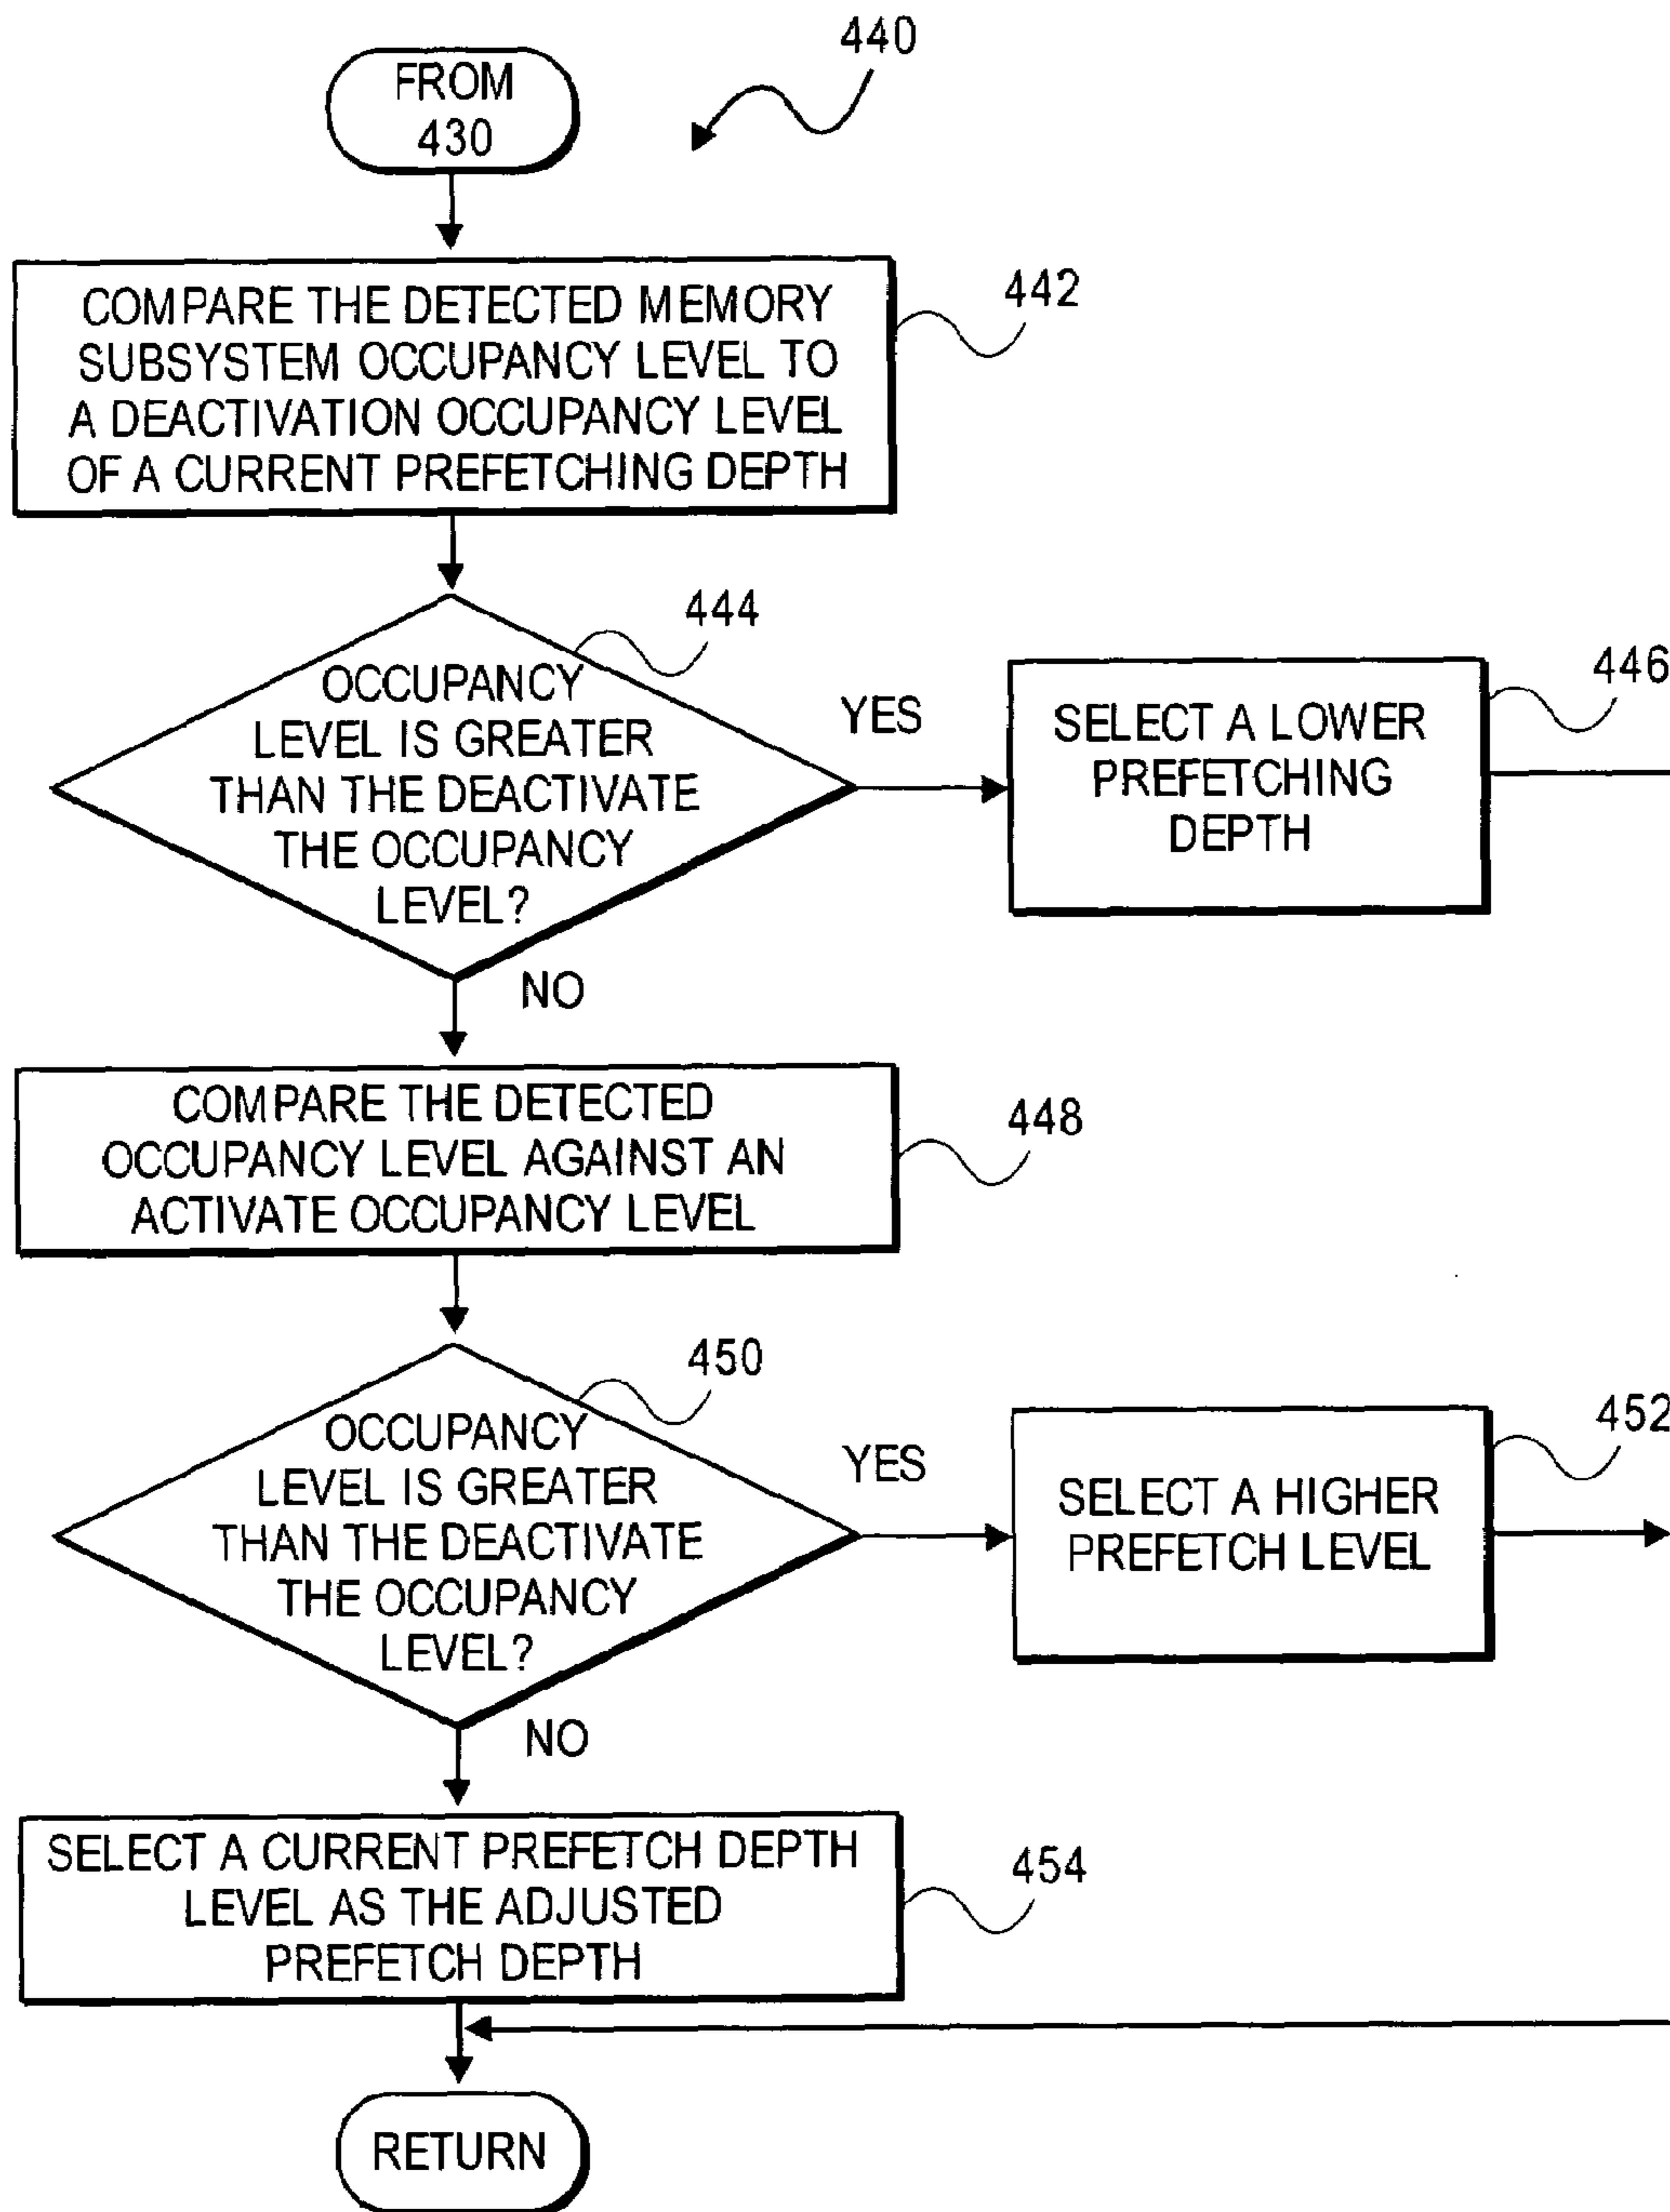 440
FROM
430
COMPARE THE DETECTED MEMORY
SUBSYSTEM OCCUPANCY LEVEL TO
A DEACTIVATION OCCUPANCY LEVEL
OF A CURRENT PREFETCHING DEPTH
442
444
OCCUPANCY
LEVEL IS GREATER
THAN THE DEACTIVATE
THE OCCUPANCY
LEVEL?
YES
SELECT A LOWER
PREFETCHING
DEPTH
446
NO
COMPARE THE DETECTED
OCCUPANCY LEVEL AGAINST AN
ACTIVATE OCCUPANCY LEVEL
448
450
OCCUPANCY
LEVEL IS GREATER
THAN THE DEACTIVATE
THE OCCUPANCY
LEVEL?
YES
SELECT A HIGHER
PREFETCH LEVEL
452
NO
SELECT A CURRENT PREFETCH DEPTH
LEVEL AS THE ADJUSTED
PREFETCH DEPTH
454
RETURN